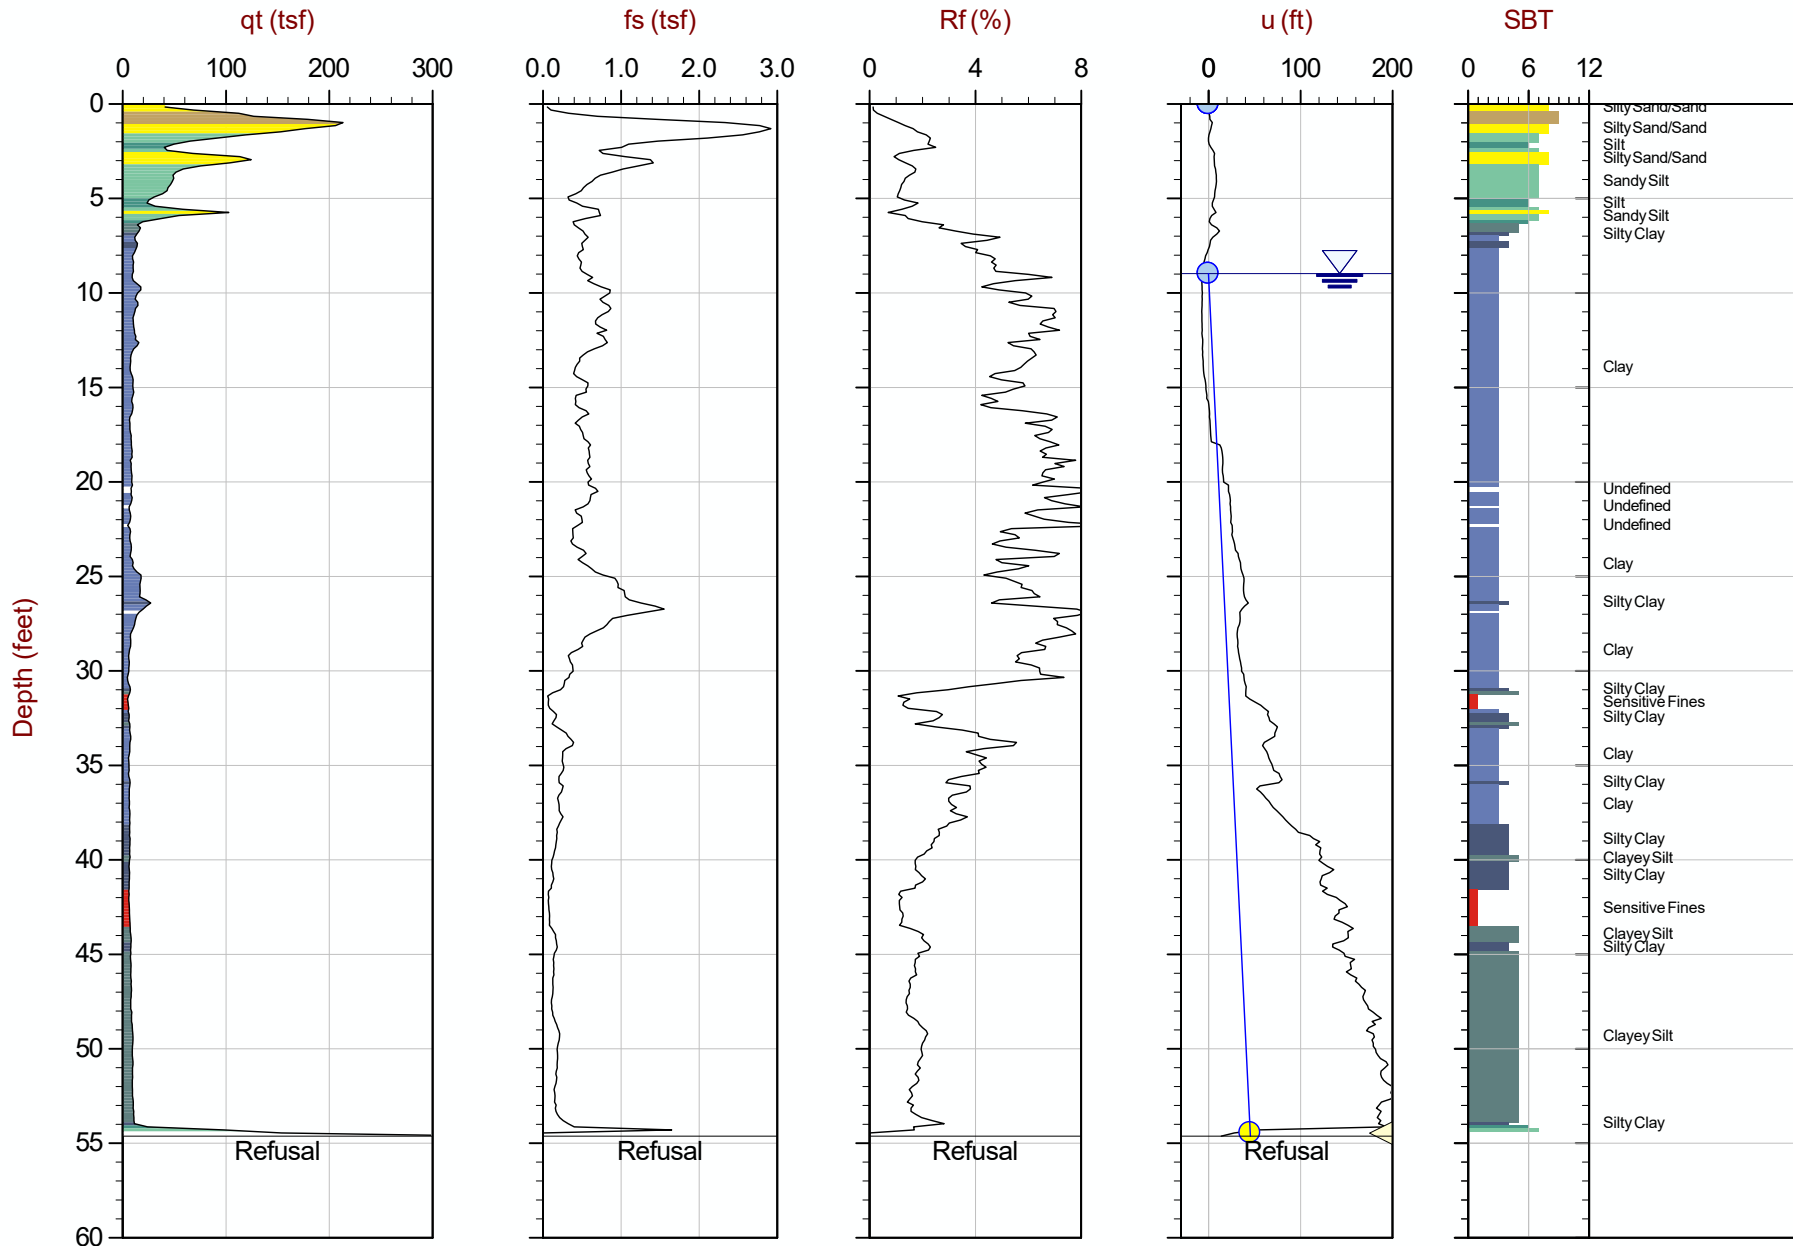 qt (tsf) fs (tsf) Rf (%) u (ft) SBT
0 100 200 300 0.0 1.0 2.0 3.0 0 4 8 0 100 200 0 6 12
0
Silty Sand/Sand
Silty Sand/Sand
Silt
Silty Sand/Sand
Sandy Silt
5
Silt
Sandy Silt
Silty Clay
10
Clay
15
20
Undefined
Undefined
Undefined
Clay
25
Silty Clay
Clay
30
Silty Clay
Sensitive Fines
Silty Clay
Clay
35
Silty Clay
Clay
Silty Clay
40
Clayey Silt
Silty Clay
Sensitive Fines
Clayey Silt
Silty Clay
45
Clayey Silt
50
Silty Clay
55
Refusal Refusal Refusal Refusal
60
Depth (feet)